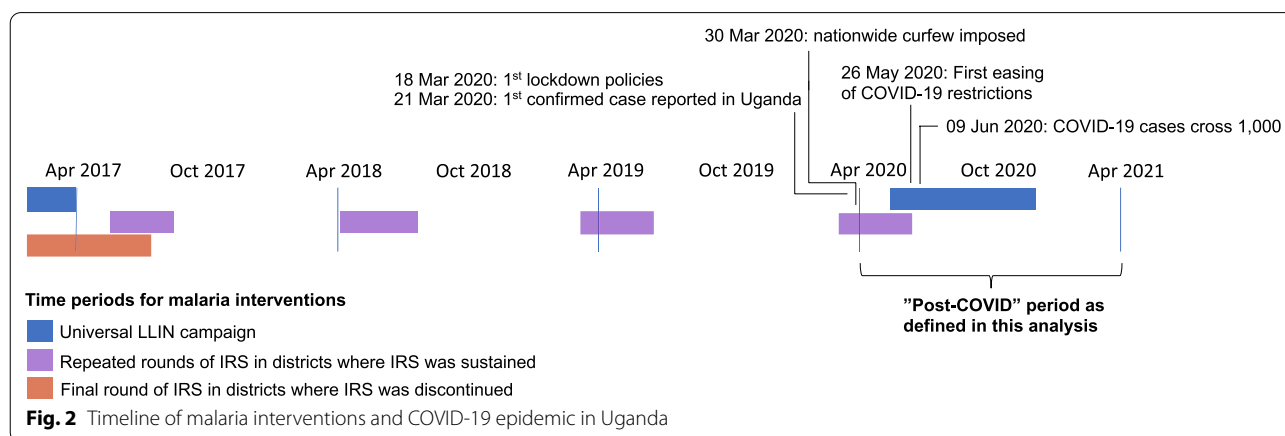 30 Mar 2020: nationwide curfew imposed
18 Mar 2020: 1st lockdown policies
21 Mar 2020: 1st confirmed case reported in Uganda
26 May 2020: First easing
of COVID-19 restrictions
09 Jun 2020: COVID-19 cases cross 1,000
Apr 2017 Oct 2017 Apr 2018 Oct 2018 Apr 2019 Oct 2019 Apr 2020 Oct 2020 Apr 2021
"Post-COVID" period as
defined in this analysis
Time periods for malaria interventions
Universal LLIN campaign
Repeated rounds of IRS in districts where IRS was sustained
Final round of IRS in districts where IRS was discontinued
Fig. 2 Timeline of malaria interventions and COVID-19 epidemic in Uganda